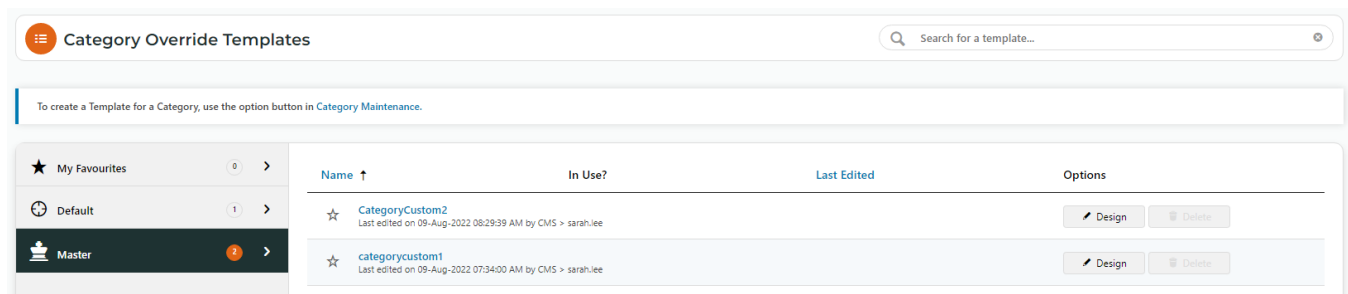 Category Override Templates
Search for a template...
To create a Template for a Category, use the option button in Category Maintenance.
My Favourites 0
Default 1
Master 2
Name In Use? Last Edited Options
CategoryCustom2
Last edited on 09-Aug-2022 08:29:39 AM by CMS > sarah.lee
Design Delete
categorycustom1
Last edited on 09-Aug-2022 07:34:00 AM by CMS > sarah.lee
Design Delete